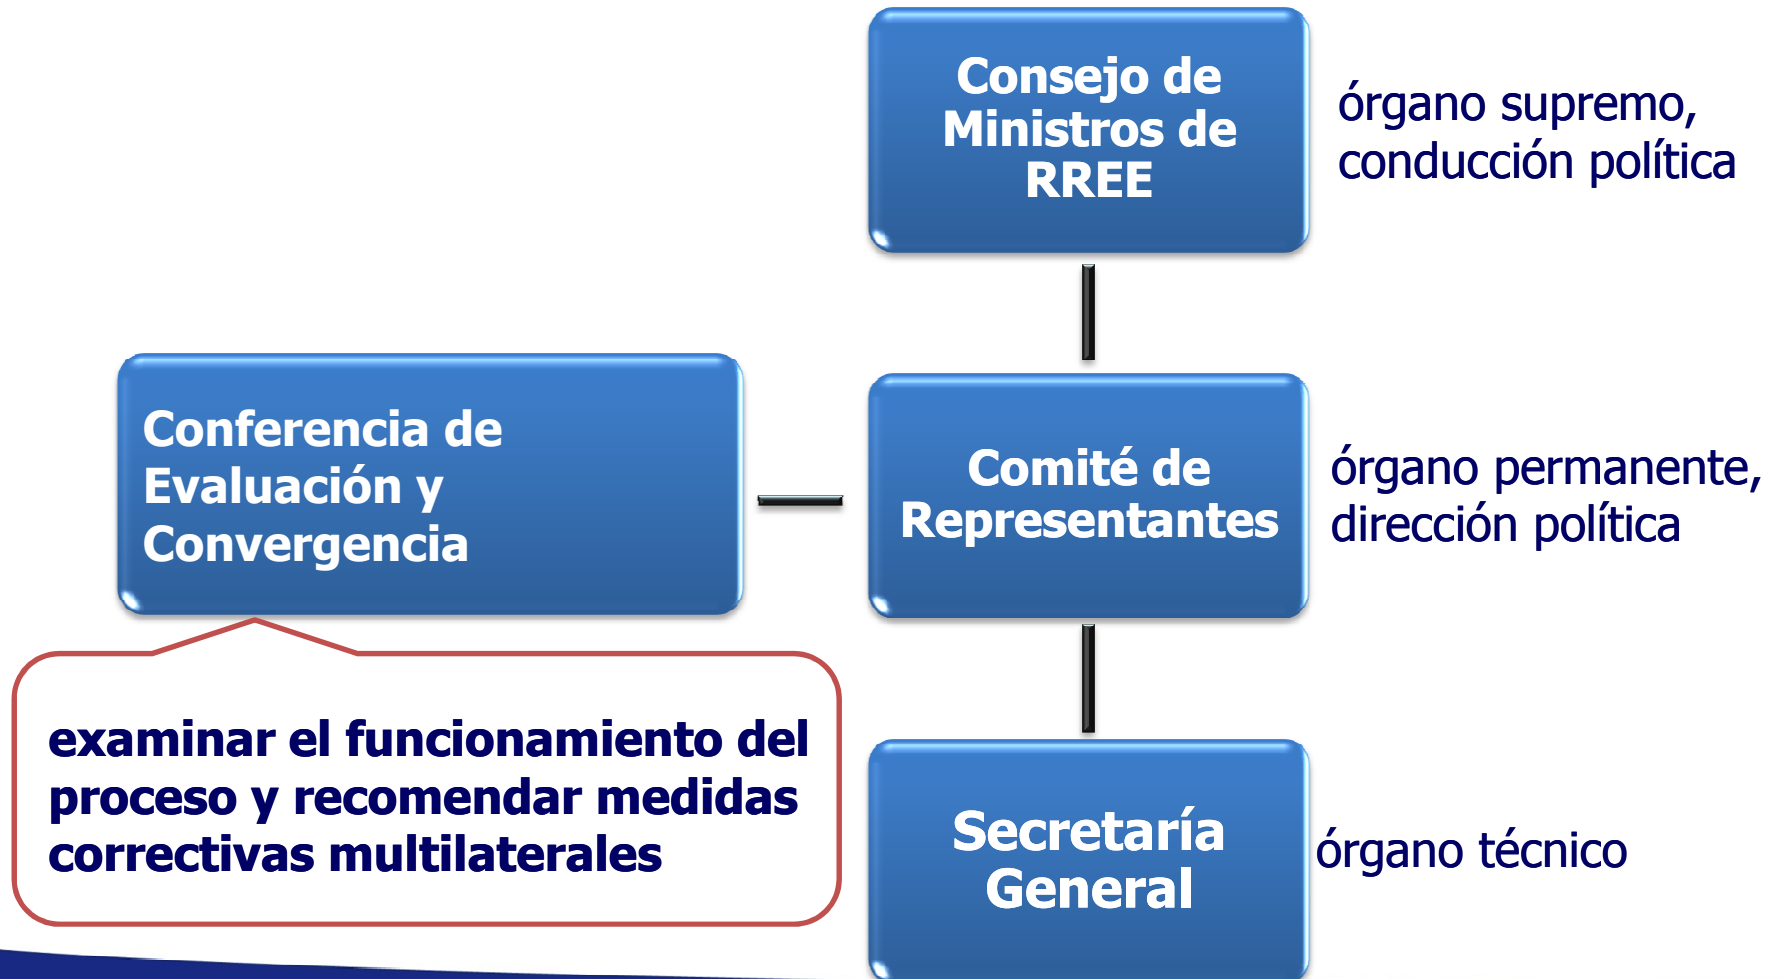 Consejo de
Ministros de
RREE
órgano supremo,
conducción política
Conferencia de
Evaluación y
Convergencia
Comité de
Representantes
órgano permanente,
dirección política
examinar el funcionamiento del
proceso y recomendar medidas
correctivas multilaterales
Secretaría
General
órgano técnico